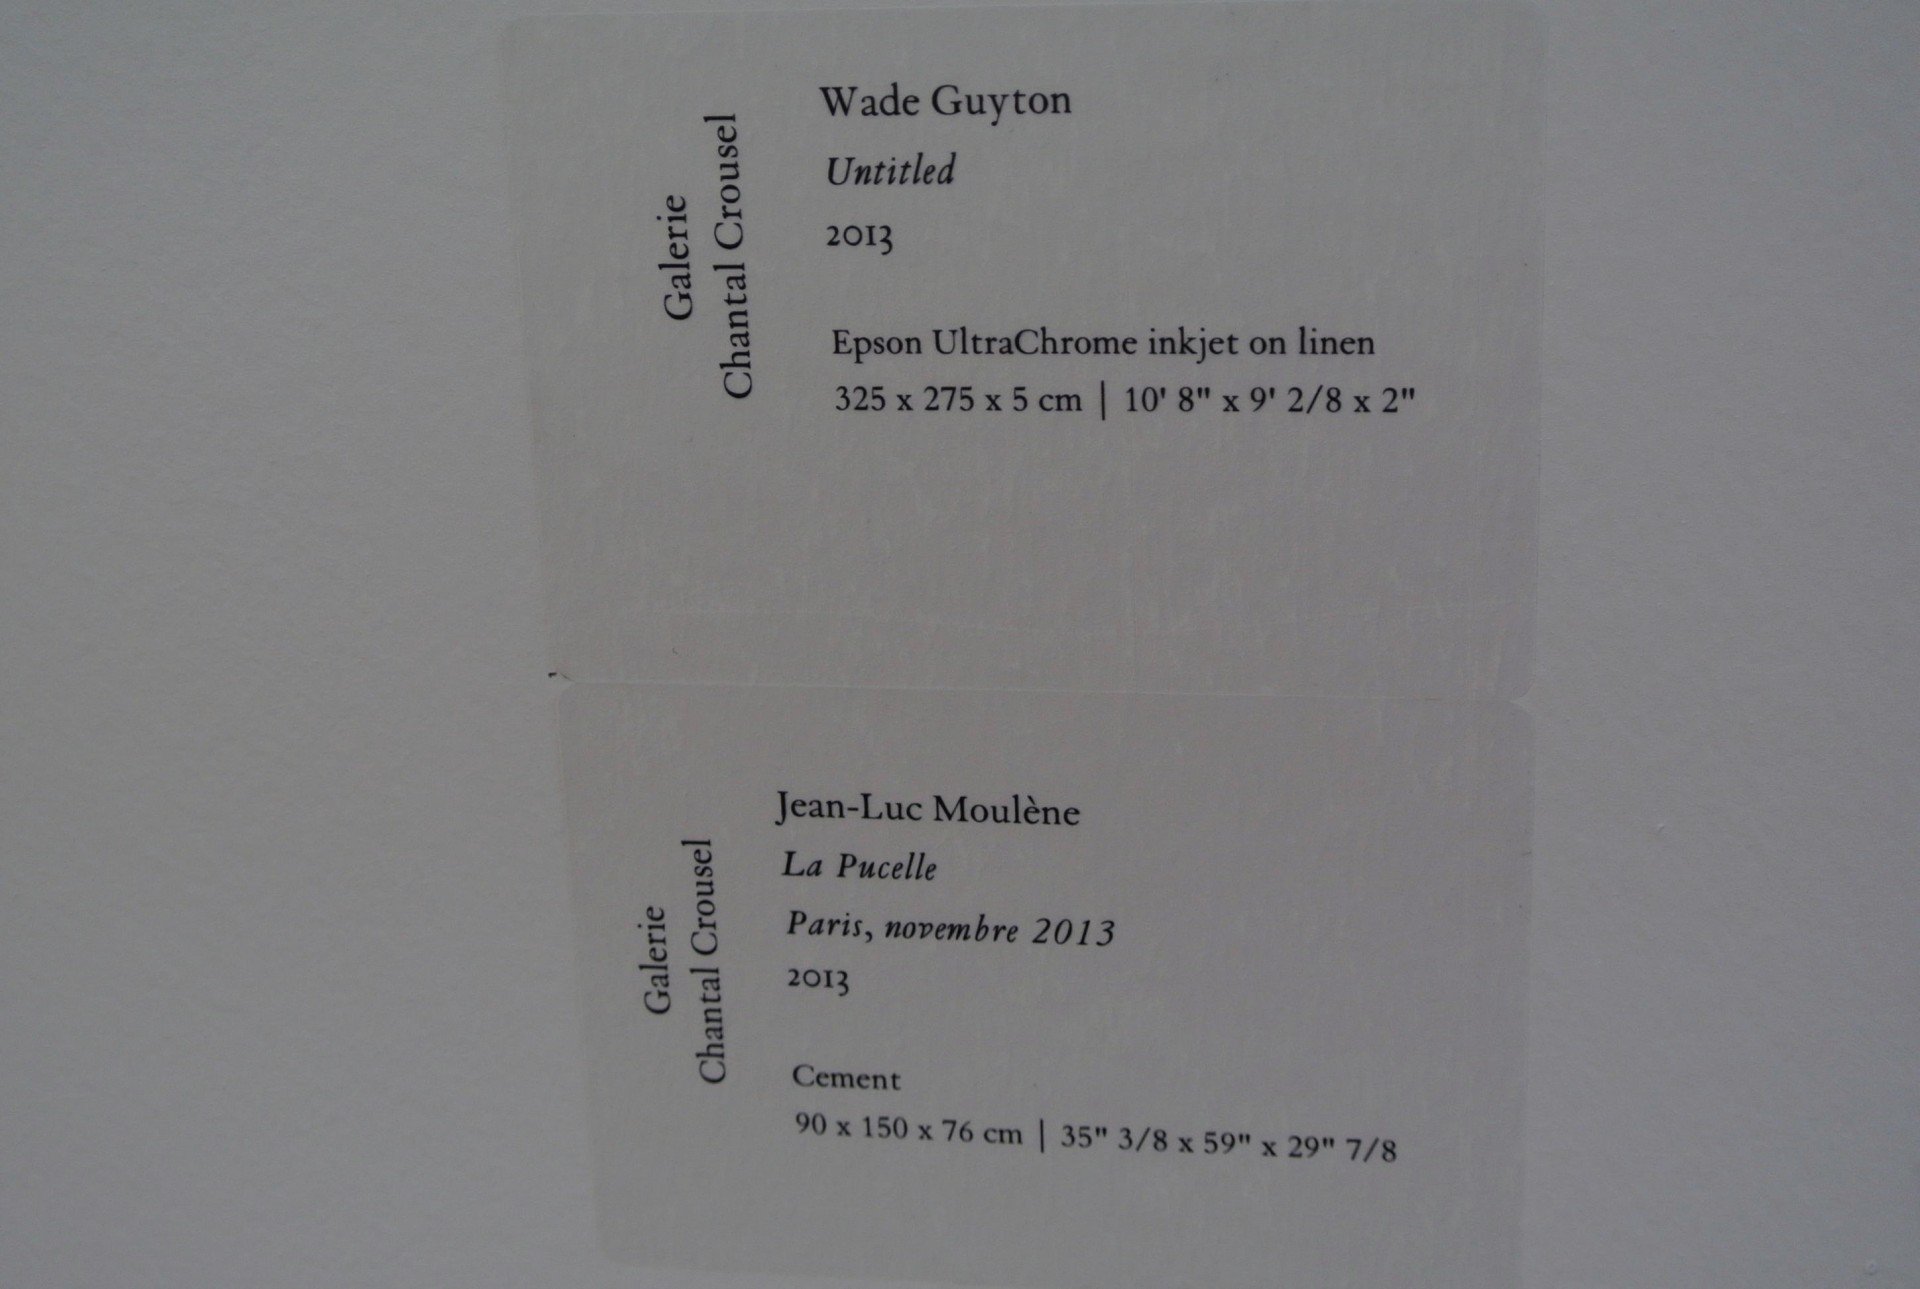 Galerie
Chantal Crousel
Wade Guyton
Untitled
2013
Epson UltraChrome inkjet on linen
325 x 275 x 5 cm | 10' 8" x 9' 2/8 x 2"
Galerie
Chantal Crousel
Jean-Luc Moulène
La Pucelle
Paris, novembre 2013
2013
Cement
90 x 150 x 76 cm | 35" 3/8 x 59" x 29" 7/8